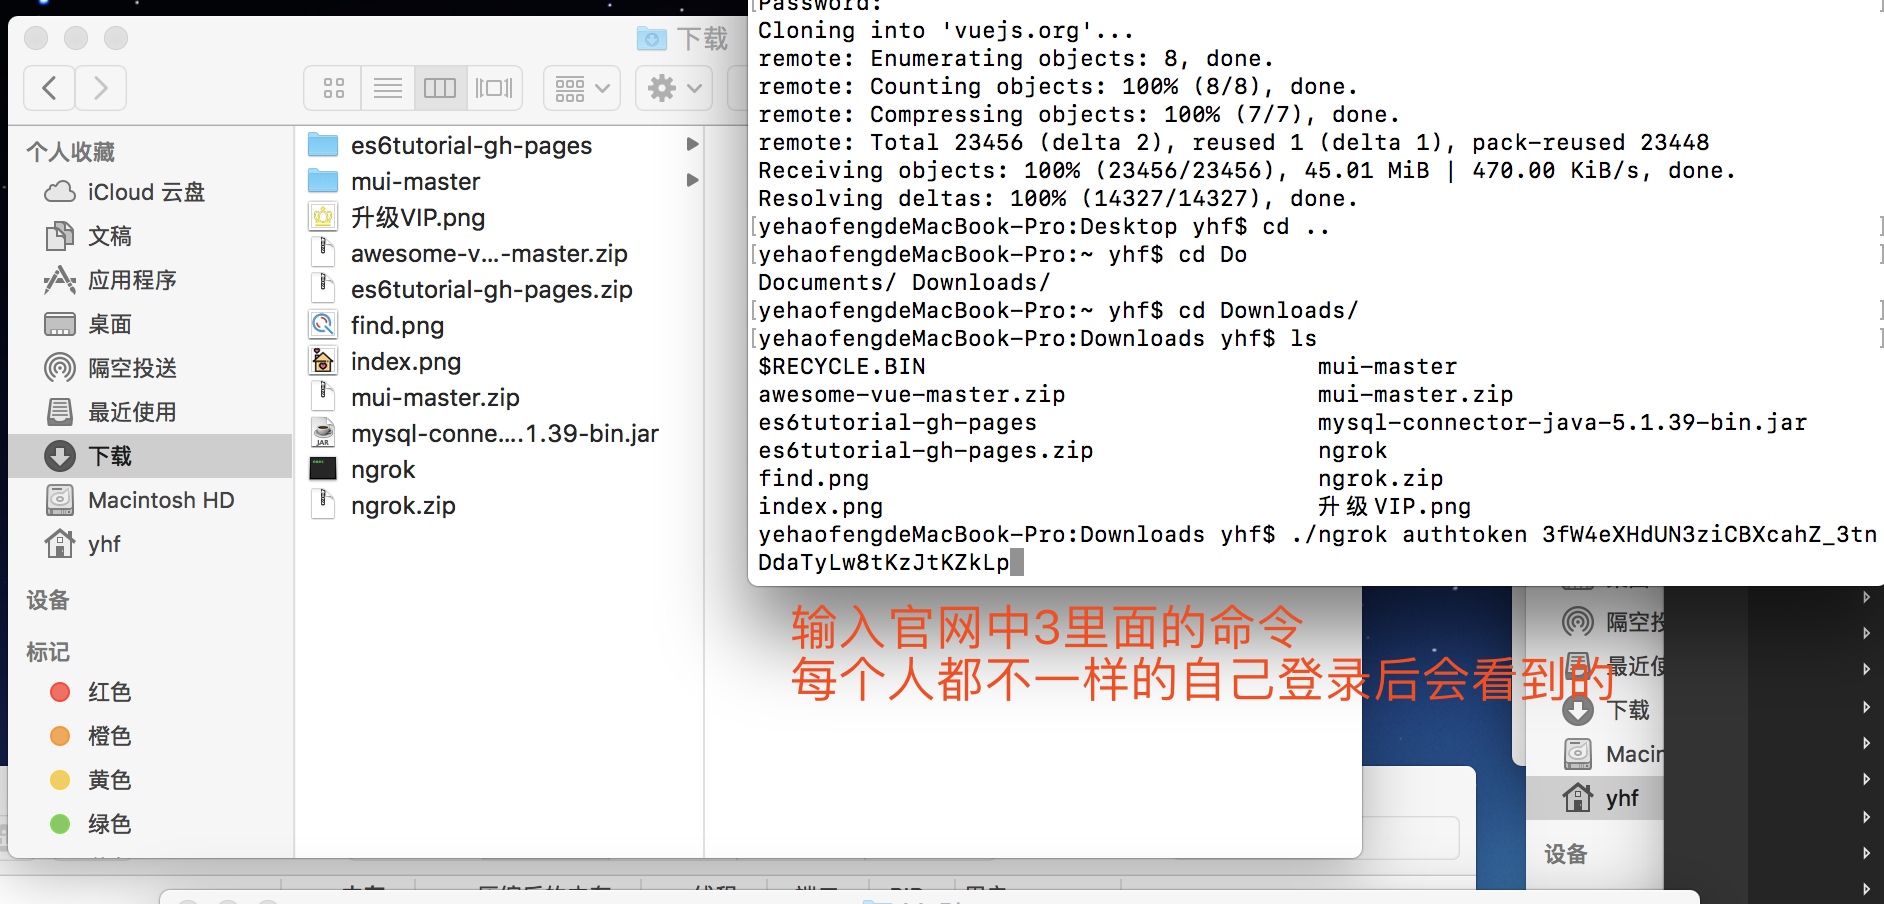 下载
个人收藏
iCloud 云盘
文稿
应用程序
桌面
隔空投送
最近使用
下载
Macintosh HD
yhf
设备
标记
红色
橙色
黄色
绿色
es6tutorial-gh-pages
mui-master
升级VIP.png
awesome-v...-master.zip
es6tutorial-gh-pages.zip
find.png
index.png
mui-master.zip
mysql-conne....1.39-bin.jar
ngrok
ngrok.zip
Password:
Cloning into 'vuejs.org'...
remote: Enumerating objects: 8, done.
remote: Counting objects: 100% (8/8), done.
remote: Compressing objects: 100% (7/7), done.
remote: Total 23456 (delta 2), reused 1 (delta 1), pack-reused 23448
Receiving objects: 100% (23456/23456), 45.01 MiB | 470.00 KiB/s, done.
Resolving deltas: 100% (14327/14327), done.
[yehaofengdeMacBook-Pro:Desktop yhf$ cd ..]
[yehaofengdeMacBook-Pro:~ yhf$ cd Do]
Documents/ Downloads/
[yehaofengdeMacBook-Pro:~ yhf$ cd Downloads/]
[yehaofengdeMacBook-Pro:Downloads yhf$ ls]
$RECYCLE.BIN mui-master
awesome-vue-master.zip mui-master.zip
es6tutorial-gh-pages mysql-connector-java-5.1.39-bin.jar
es6tutorial-gh-pages.zip ngrok
find.png ngrok.zip
index.png 升级VIP.png
yehaofengdeMacBook-Pro:Downloads yhf$ ./ngrok authtoken 3fW4eXHdUN3ziCBXcahZ_3tn
DdaTyLw8tKzJtKZkLp
输入官网中3里面的命令
每个人都不一样的自己登录后会看到的
隔空投
最近使
下载
Macin
yhf
设备